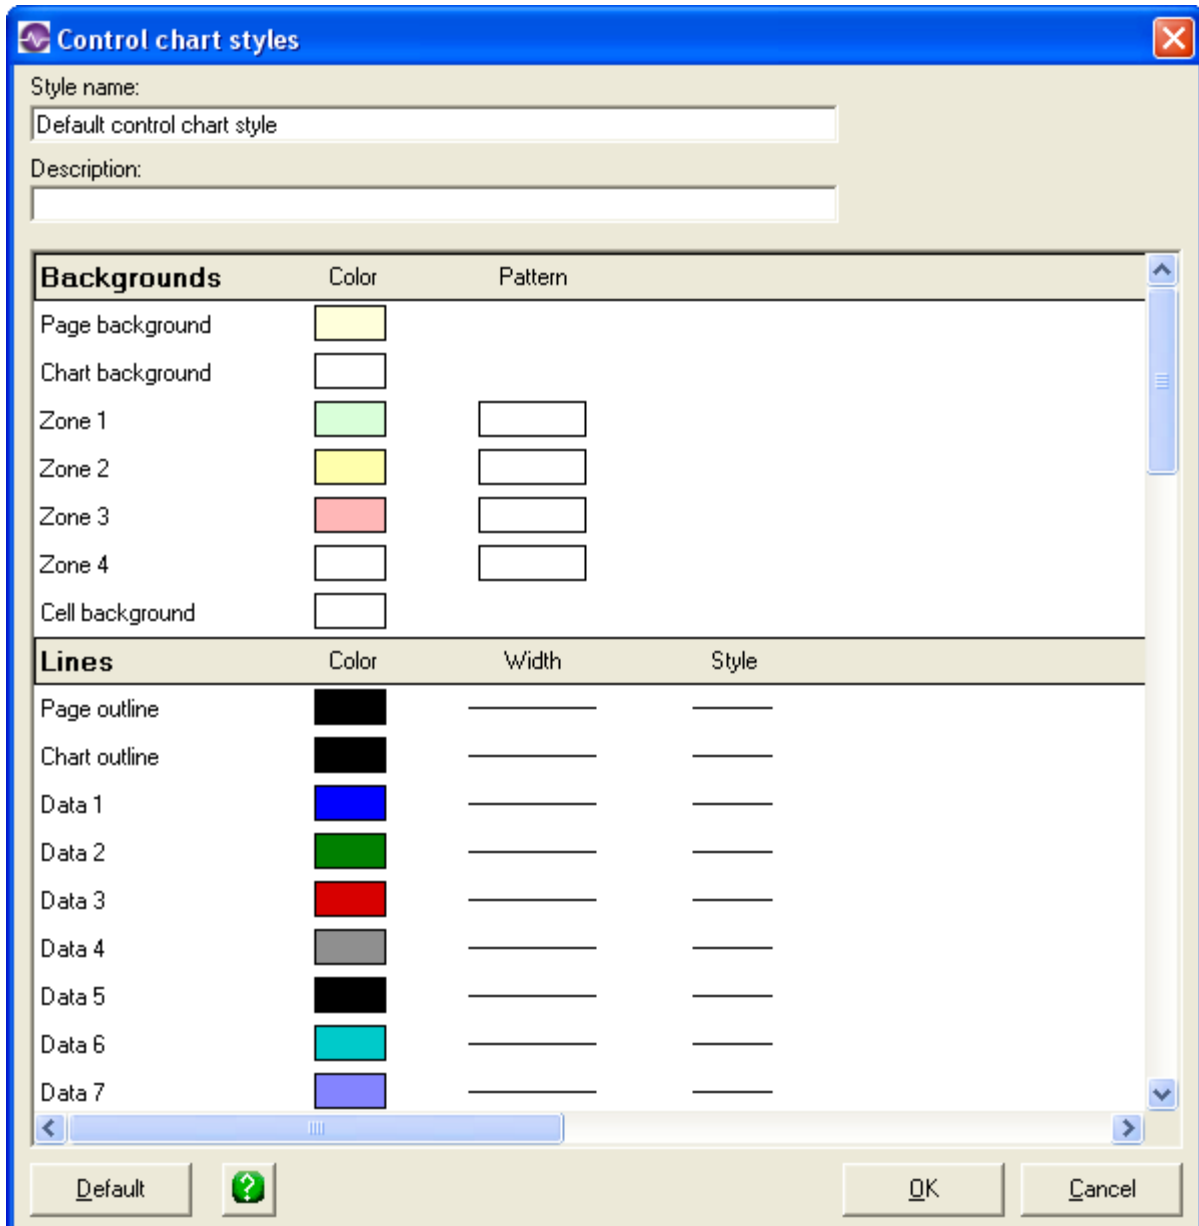 Control chart styles
Style name:
Default control chart style
Description:
Backgrounds Color Pattern
Page background
Chart background
Zone 1
Zone 2
Zone 3
Zone 4
Cell background
Lines Color Width Style
Page outline
Chart outline
Data 1
Data 2
Data 3
Data 4
Data 5
Data 6
Data 7
Default ? OK Cancel